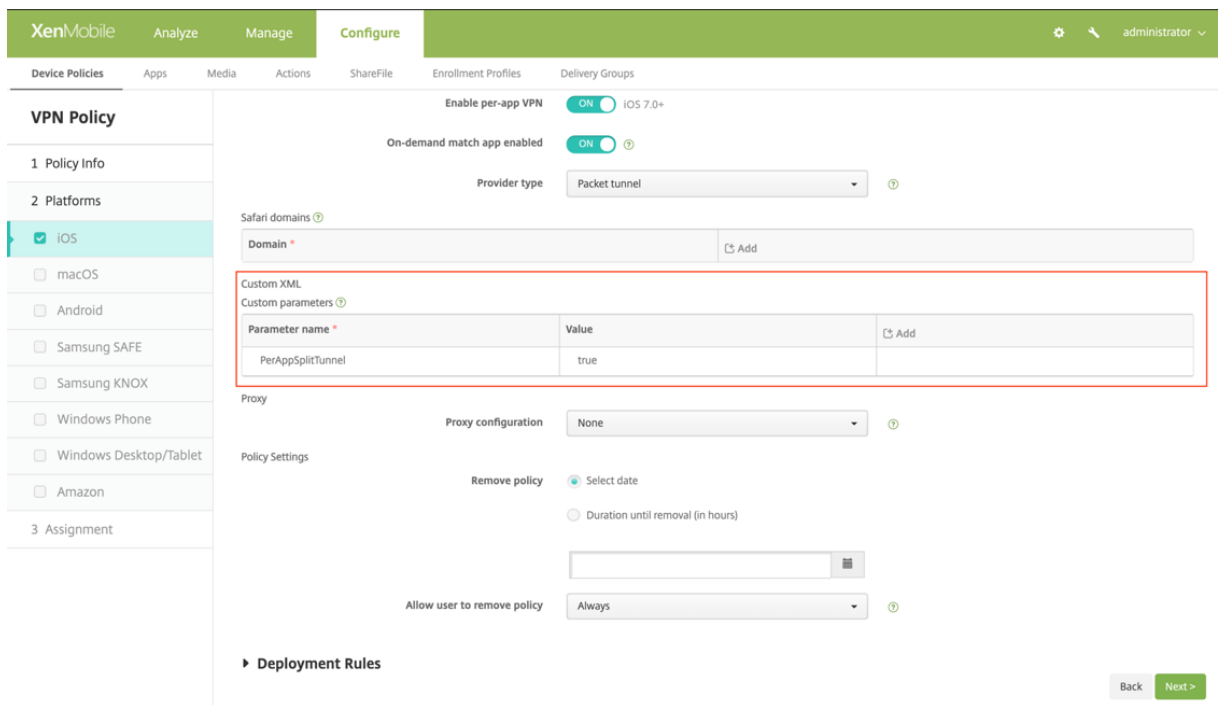 XenMobile Analyze Manage Configure administrator
Device Policies Apps Media Actions ShareFile Enrollment Profiles Delivery Groups
VPN Policy
1 Policy Info
2 Platforms
iOS
macOS
Android
Samsung SAFE
Samsung KNOX
Windows Phone
Windows Desktop/Tablet
Amazon
3 Assignment
Enable per-app VPN ON iOS 7.0+
On-demand match app enabled ON ?
Provider type Packet tunnel ?
Safari domains ?
Domain * Add
Custom XML
Custom parameters ?
Parameter name * Value Add
PerAppSplitTunnel true
Proxy
Proxy configuration None ?
Policy Settings
Remove policy Select date
Duration until removal (in hours)
Allow user to remove policy Always ?
Deployment Rules
Back Next >